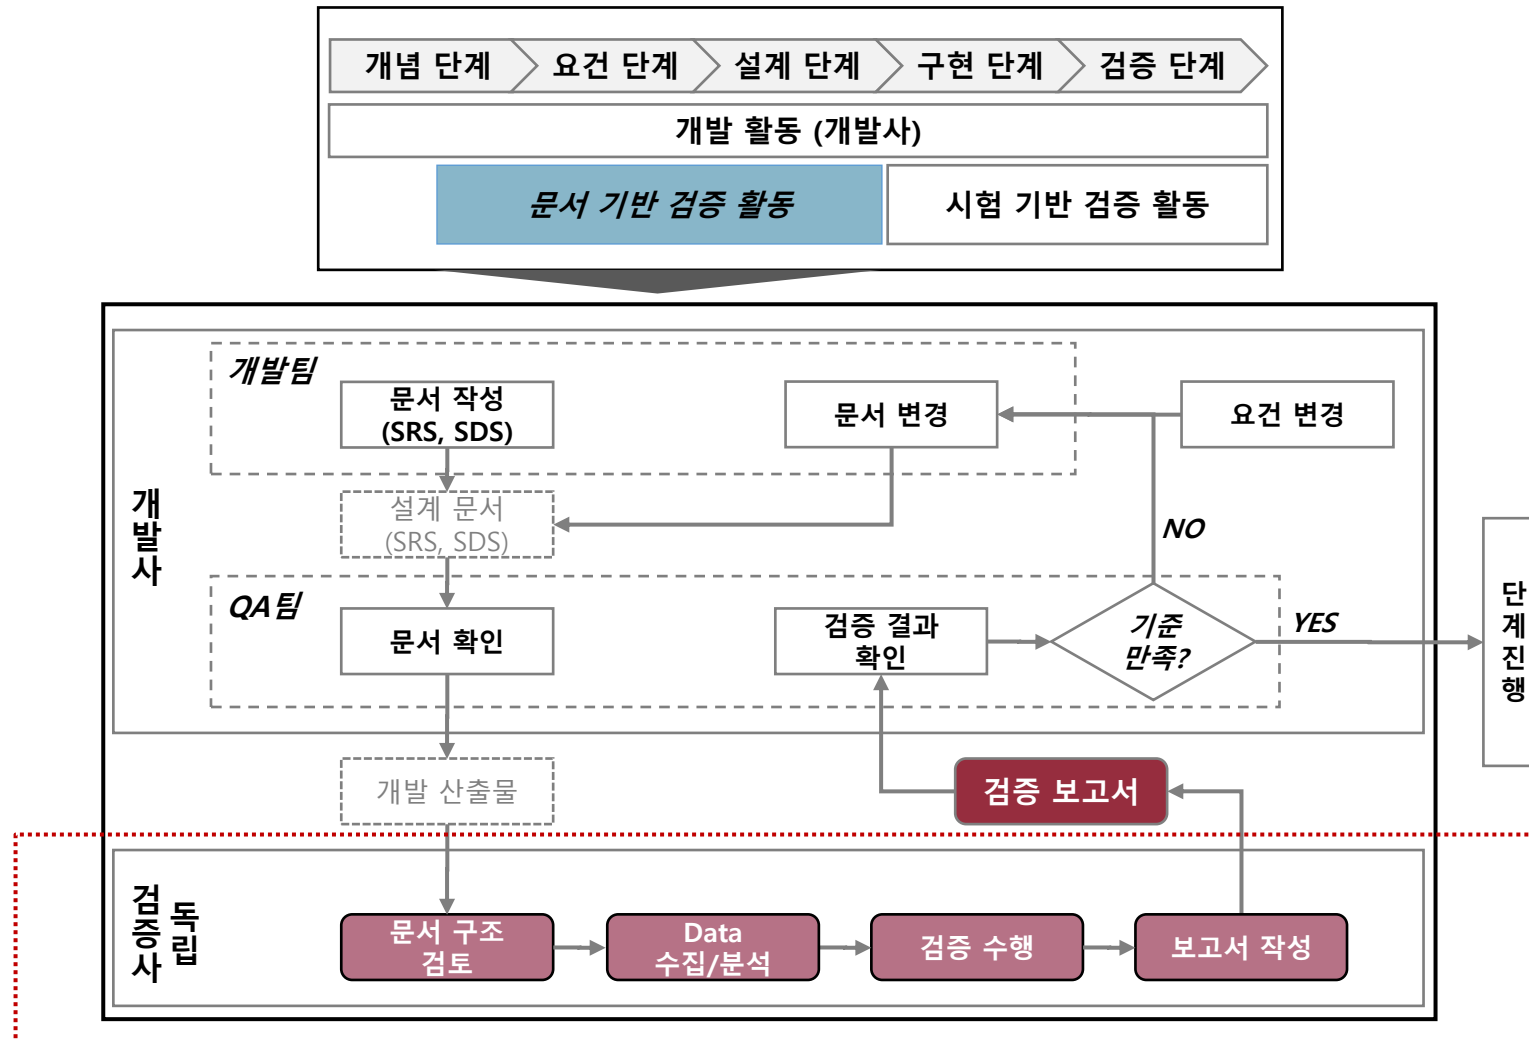 개념 단계
요건 단계
설계 단계
구현 단계
검증 단계
개발 활동 (개발사)
문서 기반 검증 활동
시험 기반 검증 활동
개발사
개발팀
문서 작성
(SRS, SDS)
문서 변경
요건 변경
설계 문서
(SRS, SDS)
NO
QA팀
문서 확인
검증 결과
확인
기준
만족?
YES
단계진행
개발 산출물
검증 보고서
독립
검증사
문서 구조
검토
Data
수집/분석
검증 수행
보고서 작성